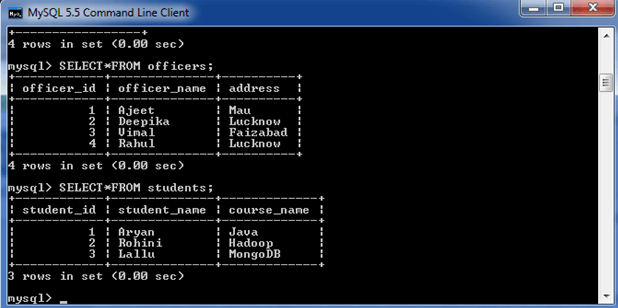 MySQL 5.5 Command Line Client
+------------------+
4 rows in set (0.00 sec)
mysql> SELECT*FROM officers;
+------------+--------------+-----------+
| officer_id | officer_name | address   |
+------------+--------------+-----------+
|          1 | Ajeet        | Mau       |
|          2 | Deepika      | Lucknow   |
|          3 | Vimal        | Faizabad  |
|          4 | Rahul        | Lucknow   |
+------------+--------------+-----------+
4 rows in set (0.00 sec)
mysql> SELECT*FROM students;
+------------+--------------+-------------+
| student_id | student_name | course_name |
+------------+--------------+-------------+
|          1 | Aryan        | Java        |
|          2 | Rohini       | Hadoop      |
|          3 | Lallu        | MongoDB     |
+------------+--------------+-------------+
3 rows in set (0.00 sec)
mysql> _